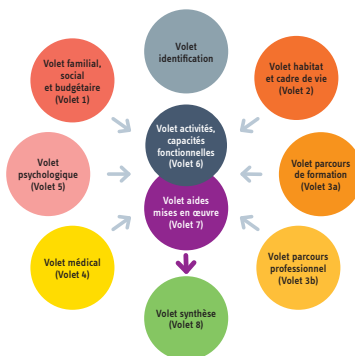 Volet
identification
Volet familial,
social
et budgétaire
(Volet 1)
Volet habitat
et cadre de vie
(Volet 2)
Volet activités,
capacités
fonctionnelles
(Volet 6)
Volet
psychologique
(Volet 5)
Volet parcours
de formation
(Volet 3a)
Volet aides
mises en œuvre
(Volet 7)
Volet médical
(Volet 4)
Volet parcours
professionnel
(Volet 3b)
Volet synthèse
(Volet 8)